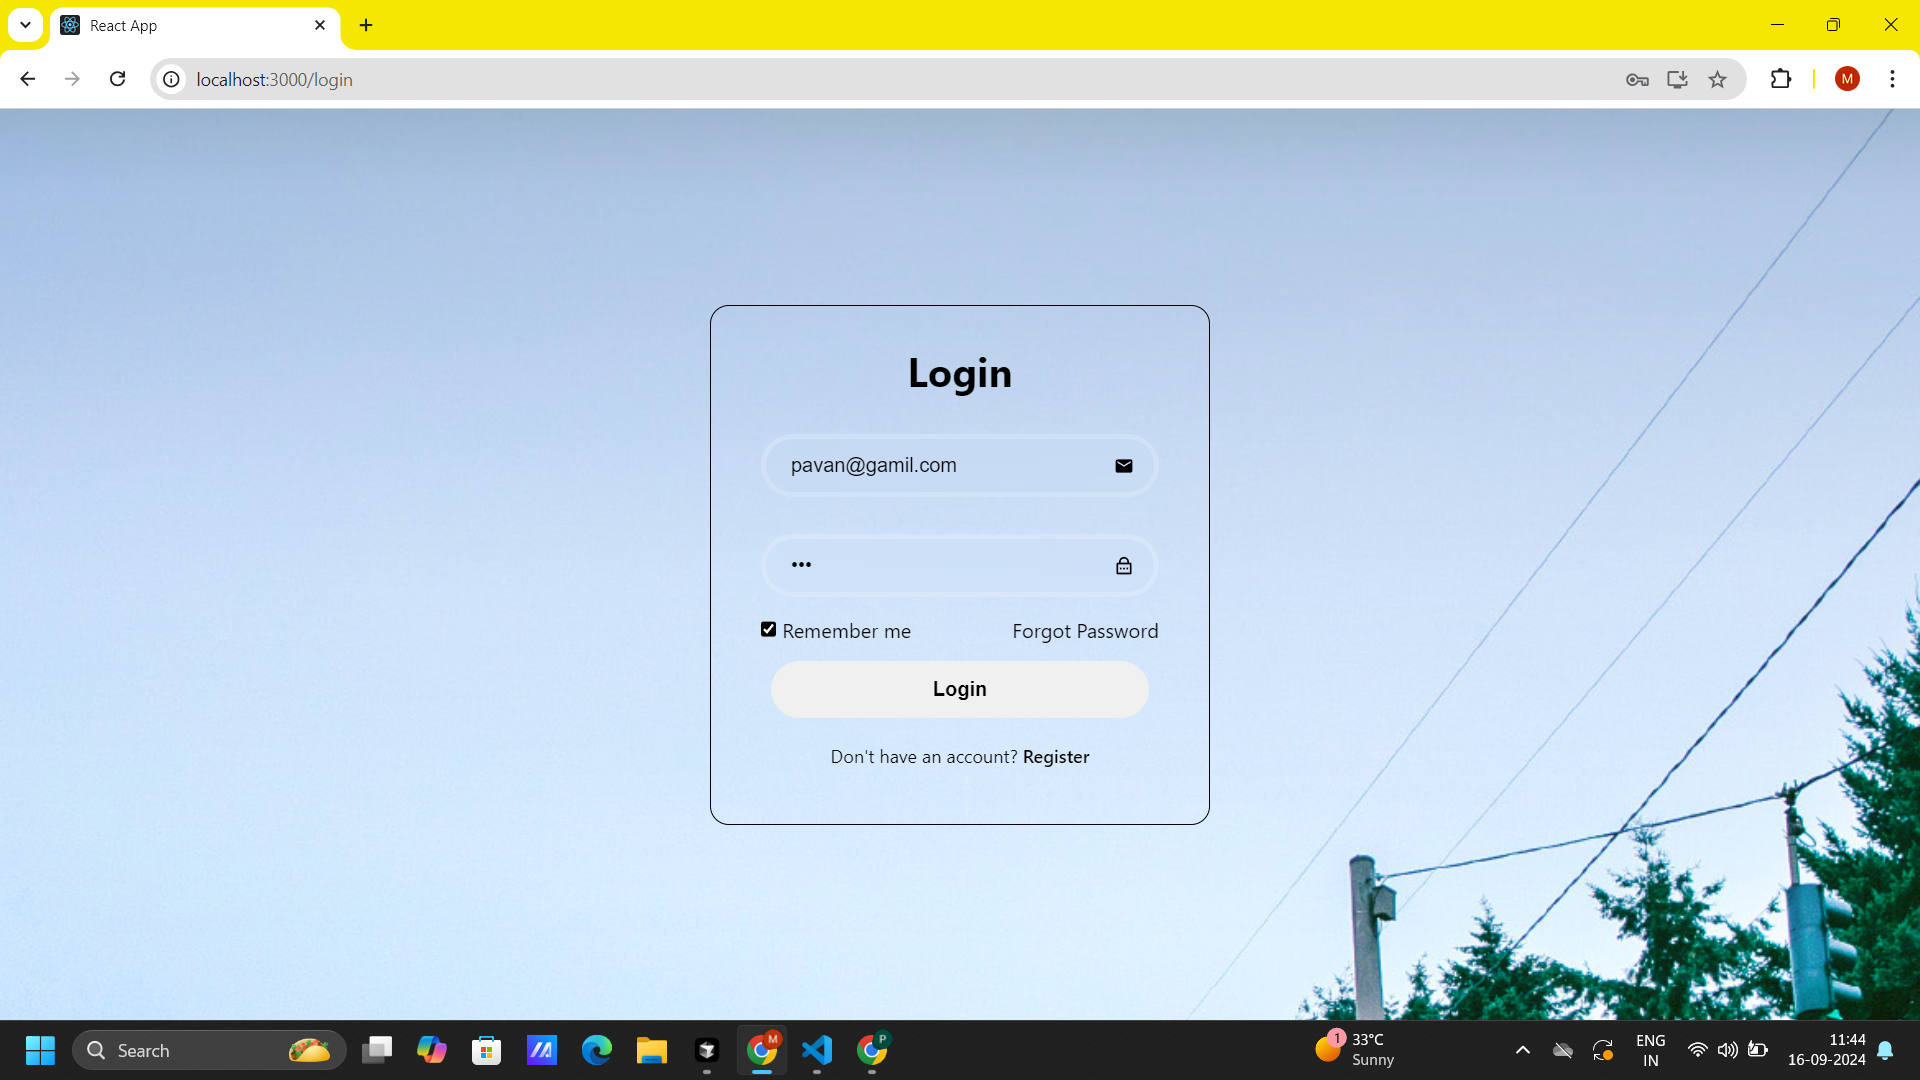 React App
localhost:3000/login
M
Login
pavan@gamil.com
•••
Remember me
Forgot Password
Login
Don't have an account? Register
Search
M
P
1
33°C
Sunny
ENG
IN
11:44
16-09-2024